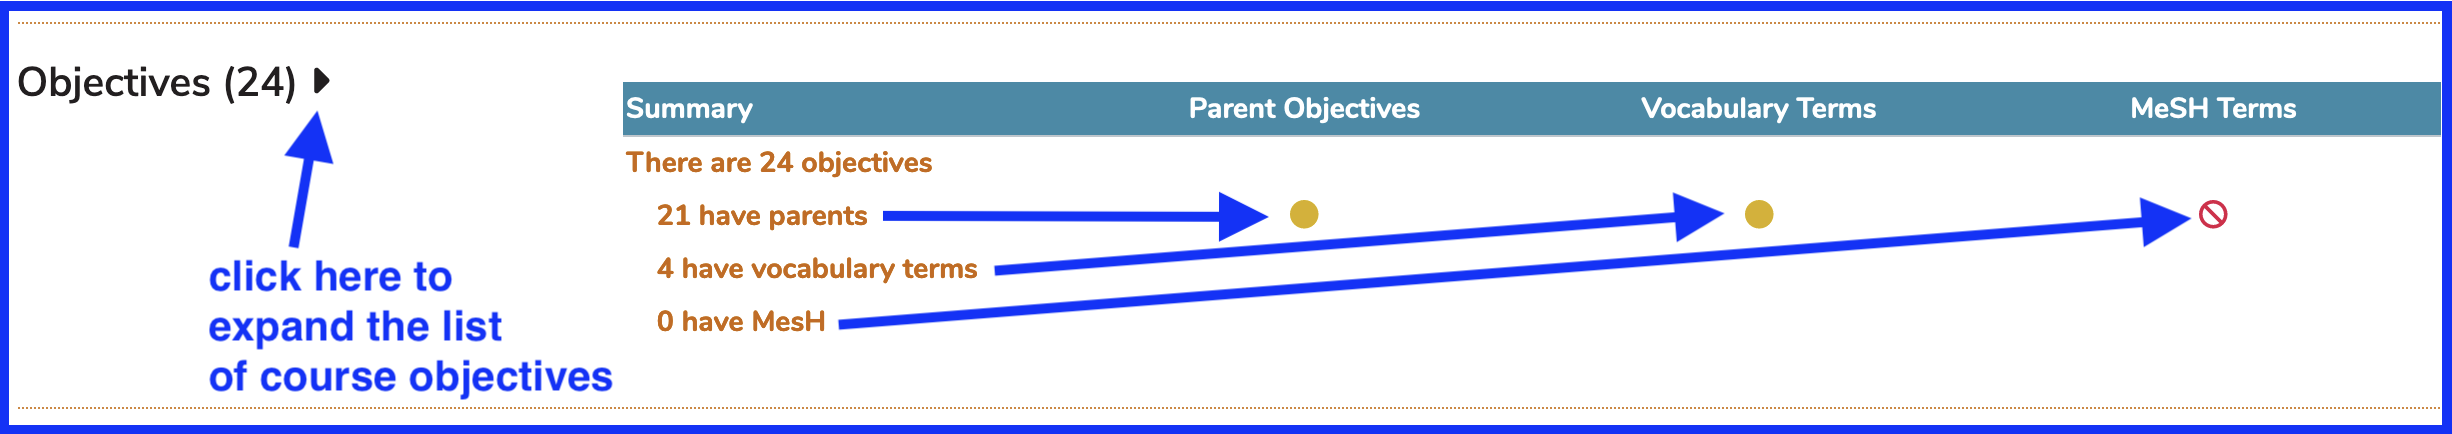 Objectives (24)
Summary Parent Objectives Vocabulary Terms MeSH Terms
There are 24 objectives
21 have parents
4 have vocabulary terms
0 have MesH
click here to
expand the list
of course objectives